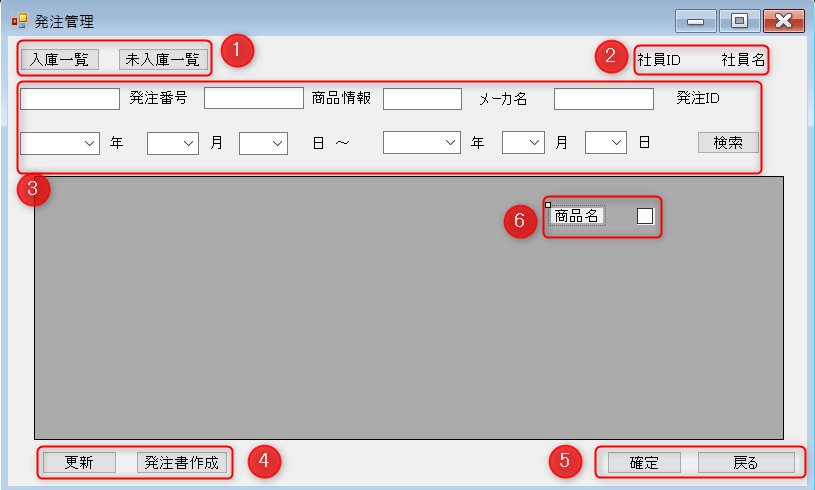 発注管理
入庫一覧 未入庫一覧 1 2 社員ID 社員名
発注番号 商品情報 メーカ名 発注ID
年 月 日 ～ 年 月 日 検索
3
商品名 6
更新 発注書作成 4 5 確定 戻る